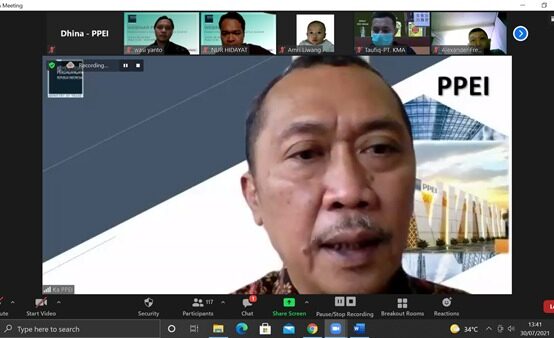 Meeting
Dhina - PPEI
wasi yanto
NUR HIDAYAT
Amri Liwang
Taufiq-PT. KMA
Alexander Fre...
Recording...
PPEI
Ka PPEI
Start Video
Security
117
Participants
Chat
Share Screen
Pause/Stop Recording
Breakout Rooms
Reactions
Type here to search
34°C
13:41
30/07/2021